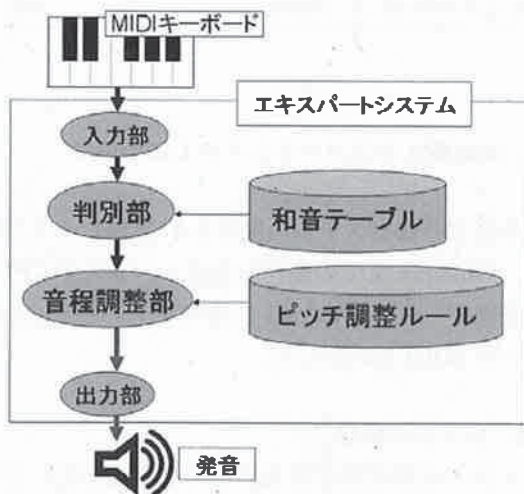 MIDIキーボード
エキスパートシステム
入力部
判別部
和音テーブル
音程調整部
ピッチ調整ルール
出力部
発音